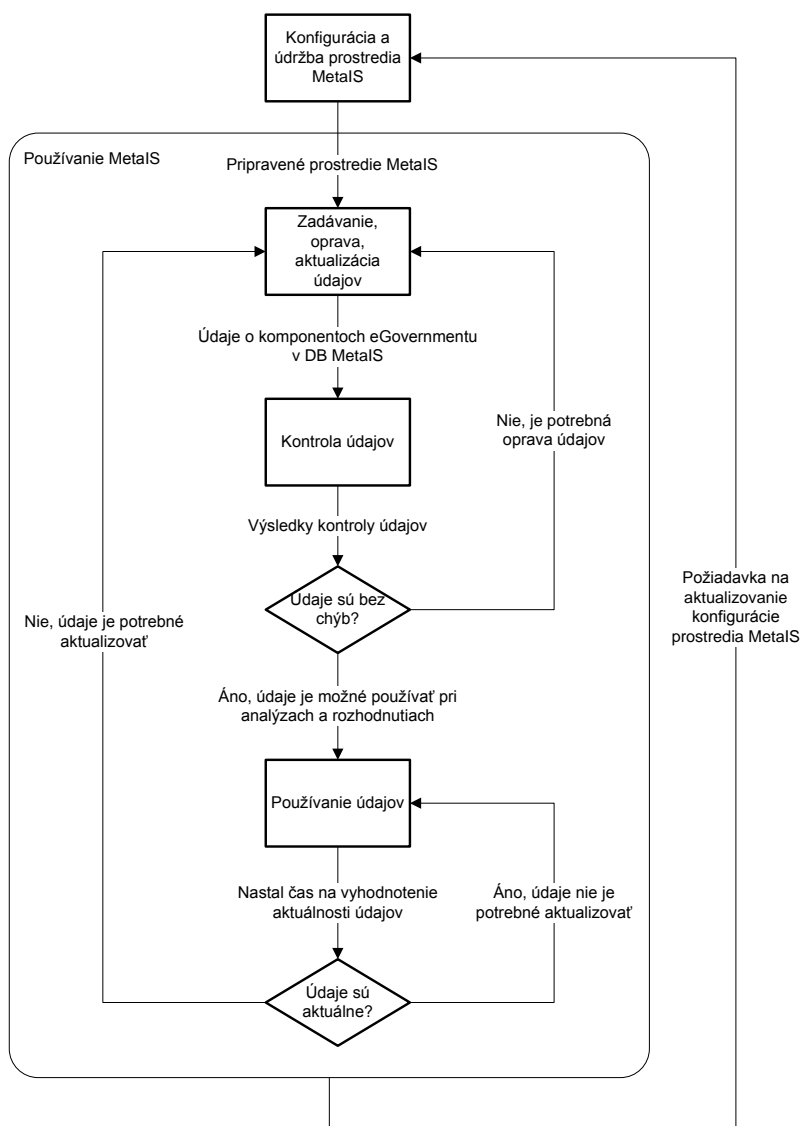 Konfigurácia a
údržba prostredia
MetaIS
Používanie MetaIS
Pripravené prostredie MetaIS
Zadávanie,
oprava,
aktualizácia
údajov
Údaje o komponentoch eGovernmentu
v DB MetaIS
Nie, je potrebná
oprava údajov
Kontrola údajov
Výsledky kontroly údajov
Údaje sú bez
chýb?
Nie, údaje je potrebné
aktualizovať
Požiadavka na
aktualizovanie
konfigurácie
prostredia MetaIS
Áno, údaje je možné používať pri
analýzach a rozhodnutiach
Používanie údajov
Nastal čas na vyhodnotenie
aktuálnosti údajov
Áno, údaje nie je
potrebné aktualizovať
Údaje sú
aktuálne?